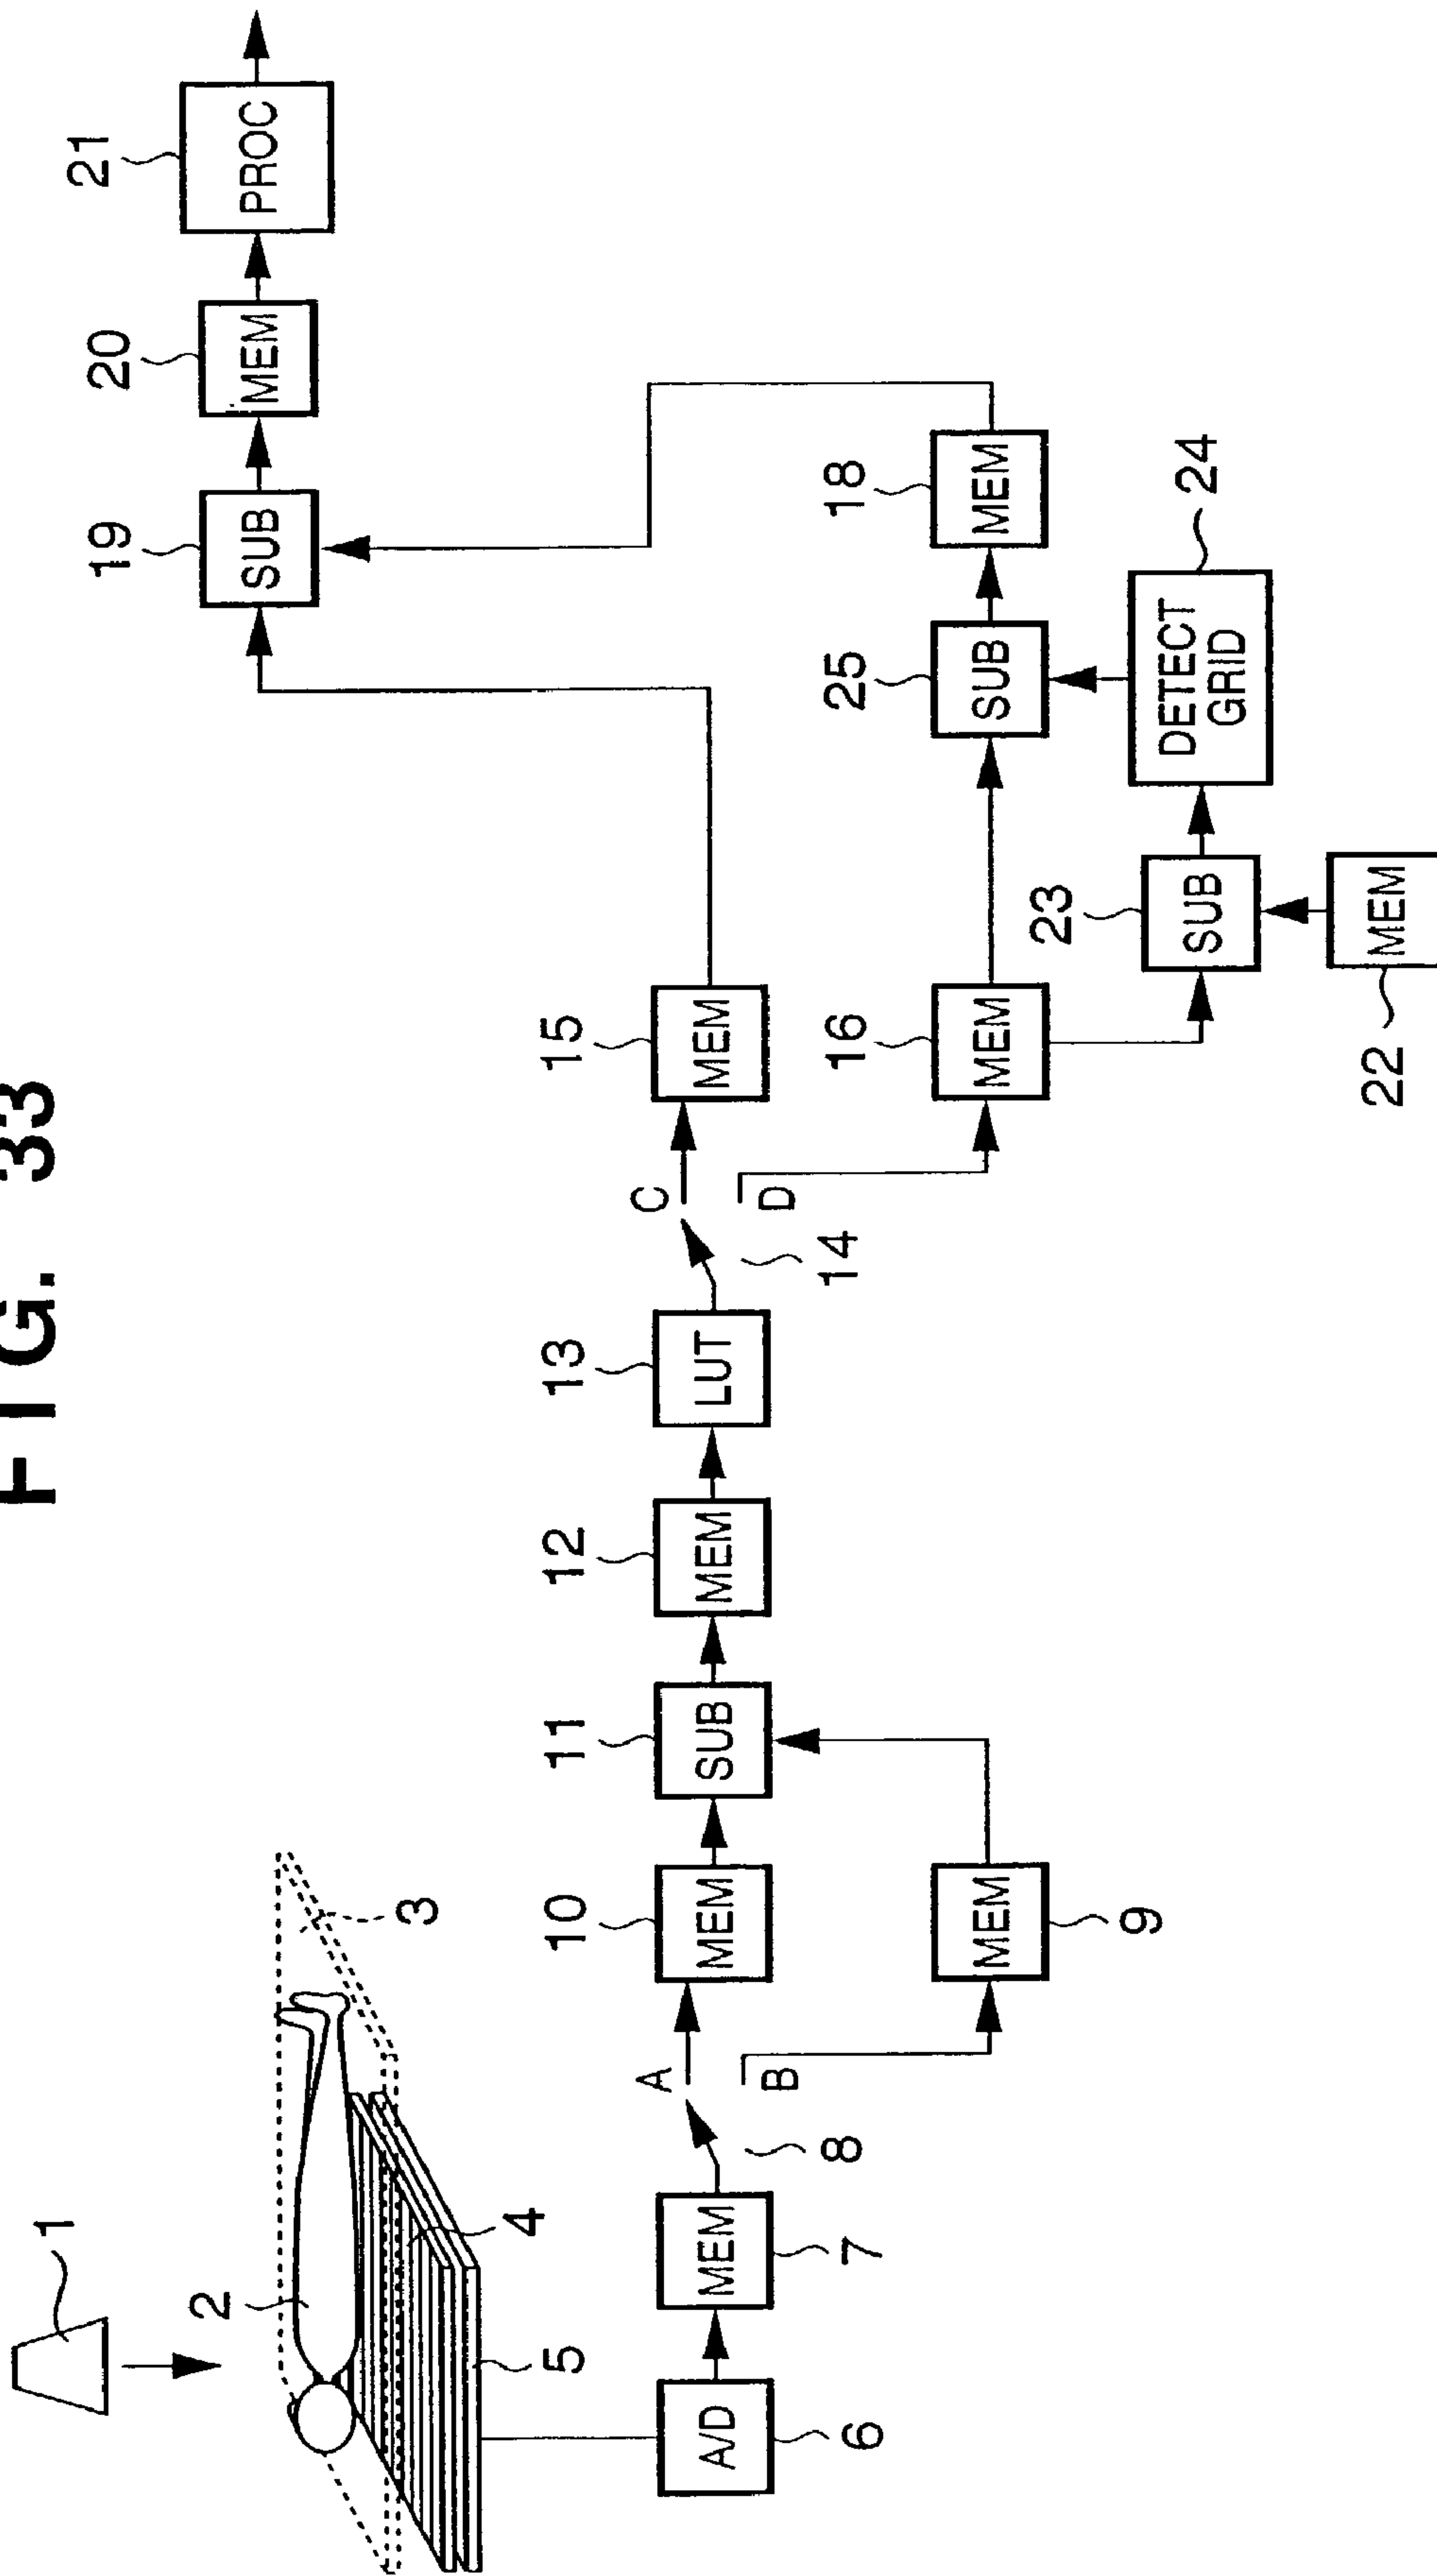 FIG. 33
1
2
3
4
5
6
A/D
7
MEM
8
A
B
9
MEM
10
MEM
11
SUB
12
MEM
13
LUT
14
C
D
15
MEM
16
MEM
18
MEM
19
SUB
20
MEM
21
PROC
22
MEM
23
SUB
24
DETECT
GRID
25
SUB